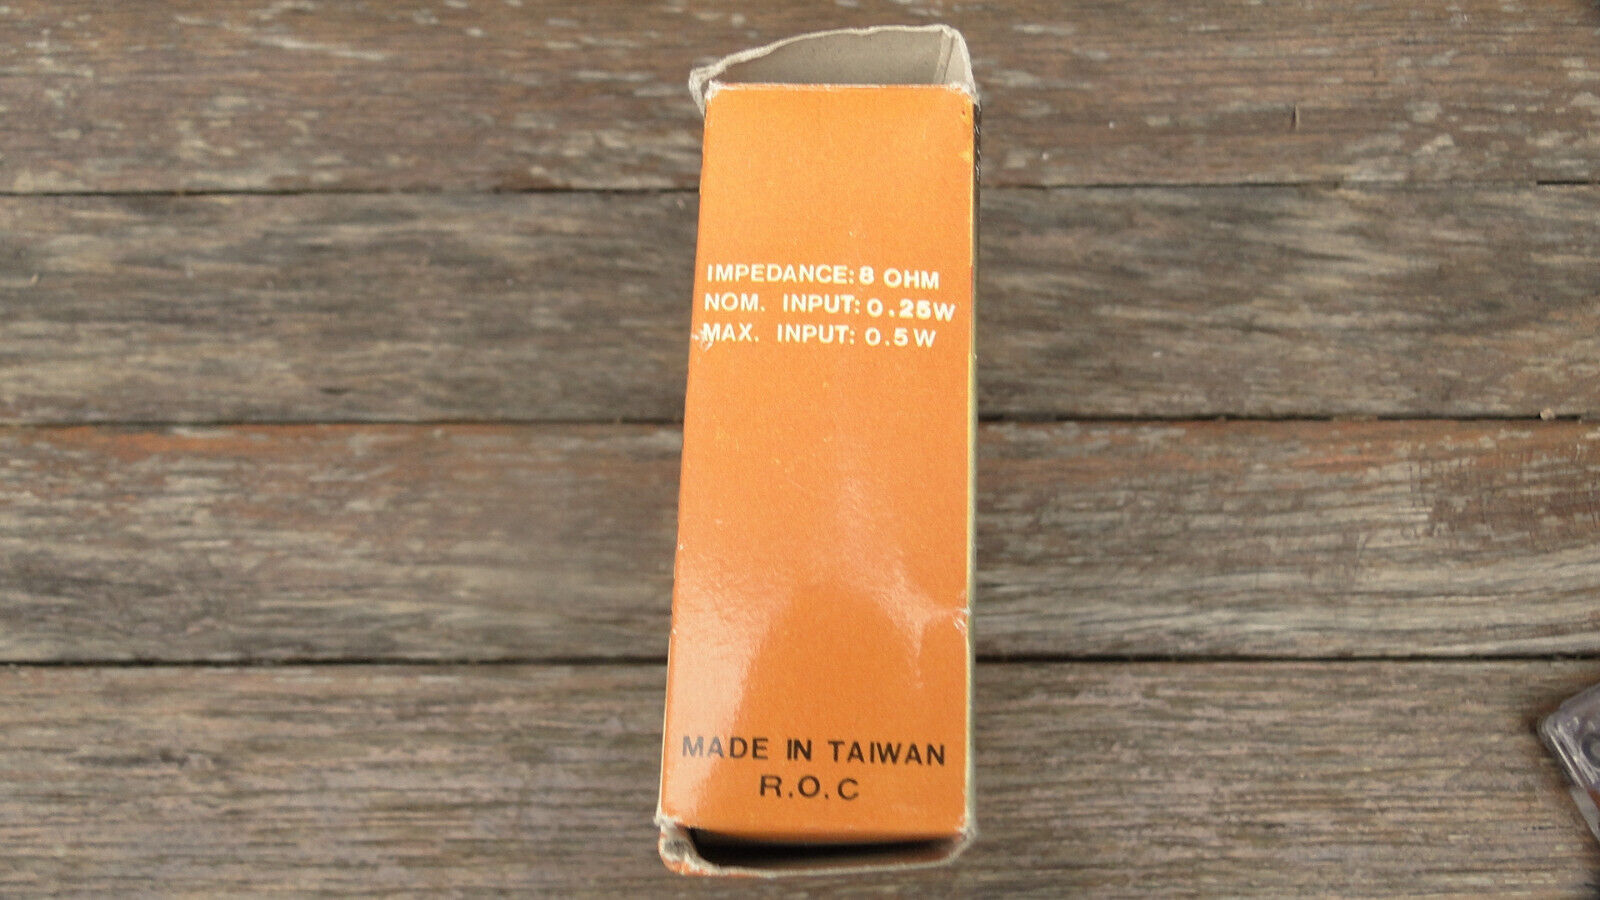 IMPEDANCE: 8 OHM
NOM. INPUT: 0.25W
MAX. INPUT: 0.5W
MADE IN TAIWAN
R.O.C